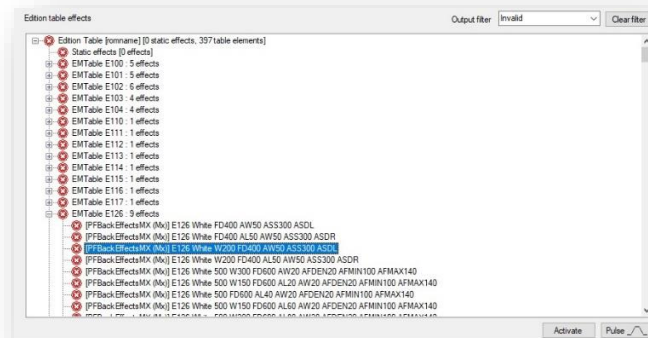 Edition table effects
Output filter Invalid Clear filter
Edition Table [romname] [0 static effects, 397 table elements]
Static effects [0 effects]
EMTable E100 : 5 effects
EMTable E101 : 5 effects
EMTable E102 : 6 effects
EMTable E103 : 4 effects
EMTable E104 : 4 effects
EMTable E110 : 1 effects
EMTable E111 : 1 effects
EMTable E112 : 1 effects
EMTable E113 : 1 effects
EMTable E114 : 1 effects
EMTable E115 : 1 effects
EMTable E116 : 1 effects
EMTable E117 : 1 effects
EMTable E126 : 9 effects
[PFBackEffectsMX (Mx)] E126 White FD400 AW50 ASS300 ASDL
[PFBackEffectsMX (Mx)] E126 White FD400 AL50 AW50 ASS300 ASDR
[PFBackEffectsMX (Mx)] E126 White W200 FD400 AW50 ASS300 ASDL
[PFBackEffectsMX (Mx)] E126 White W200 FD400 AL50 AW50 ASS300 ASDR
[PFBackEffectsMX (Mx)] E126 White 500 W300 FD600 AW20 AFDEN20 AFMIN100 AFMAX140
[PFBackEffectsMX (Mx)] E126 White 500 W150 FD600 AL20 AW20 AFDEN20 AFMIN100 AFMAX140
[PFBackEffectsMX (Mx)] E126 White 500 FD600 AL40 AW20 AFDEN20 AFMIN100 AFMAX140
[PFBackEffectsMX (Mx)] E126 White 500 W150 FD600 AL60 AW20 AFDEN20 AFMIN100 AFMAX140
Activate Pulse